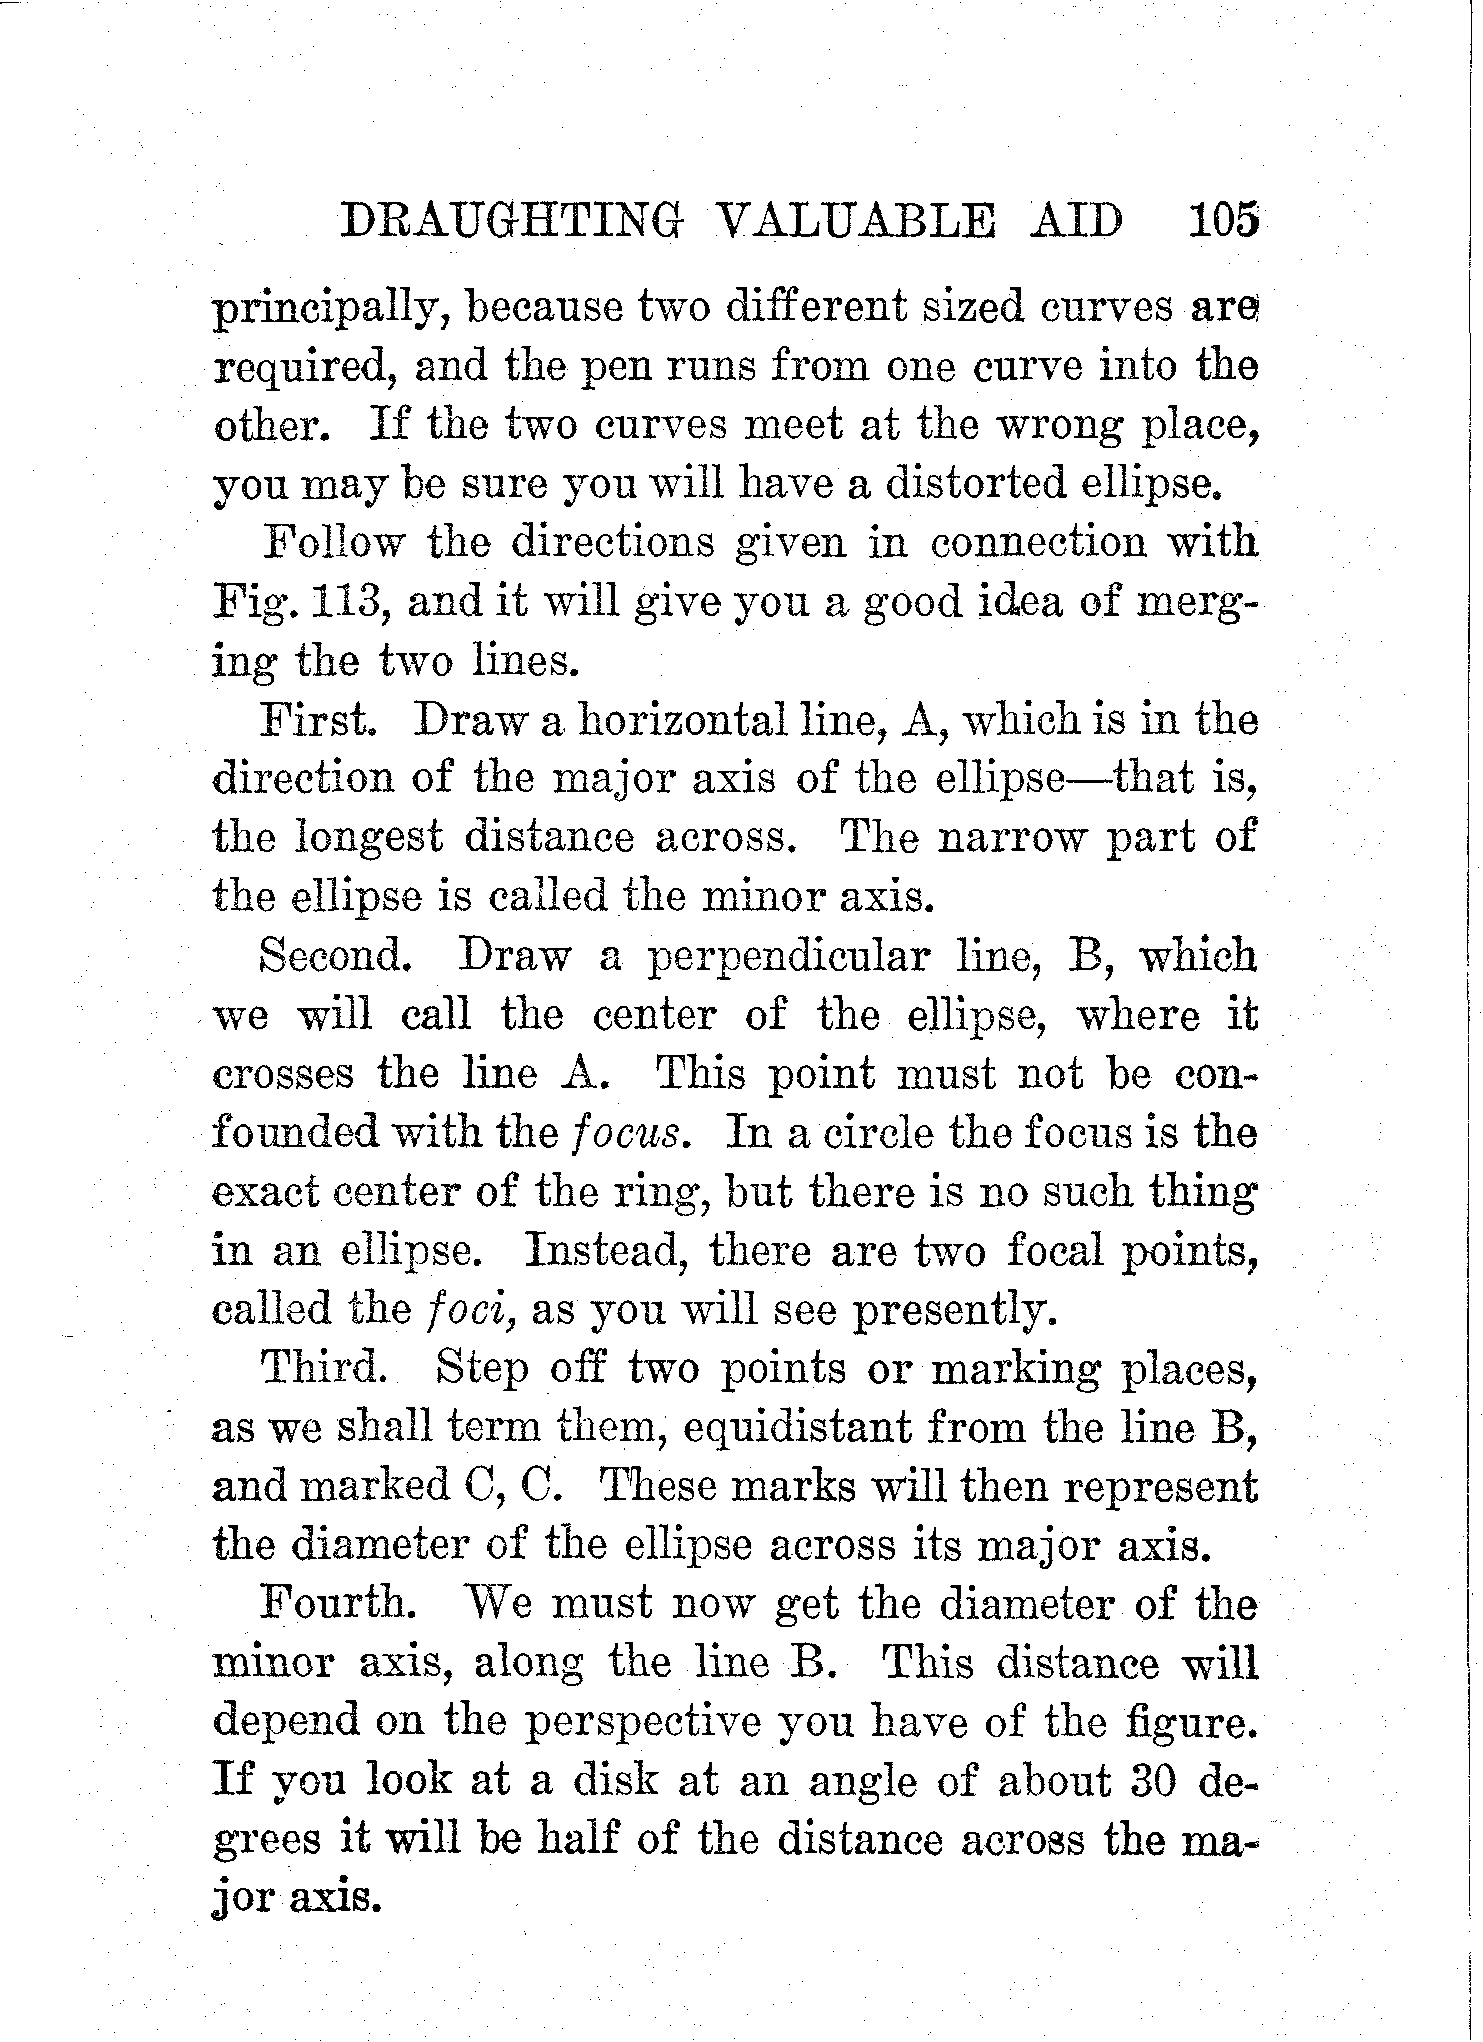 DRAUGHTING VALUABLE AID 105
principally, because two different sized curves are
required, and the pen runs from one curve into the
other. If the two curves meet at the wrong place,
you may be sure you will have a distorted ellipse.
Follow the directions given in connection with
Fig. 113, and it will give you a good idea of merg-
ing the two lines.
First. Draw a horizontal line, A, which is in the
direction of the major axis of the ellipse—that is,
the longest distance across. The narrow part of
the ellipse is called the minor axis.
Second. Draw a perpendicular line, B, which
we will call the center of the ellipse, where it
crosses the line A. This point must not be con-
founded with the focus. In a circle the focus is the
exact center of the ring, but there is no such thing
in an ellipse. Instead, there are two focal points,
called the foci, as you will see presently.
Third. Step off two points or marking places,
as we shall term them, equidistant from the line B,
and marked C, C. These marks will then represent
the diameter of the ellipse across its major axis.
Fourth. We must now get the diameter of the
minor axis, along the line B. This distance will
depend on the perspective you have of the figure.
If you look at a disk at an angle of about 30 de-
grees it will be half of the distance across the ma-
jor axis.